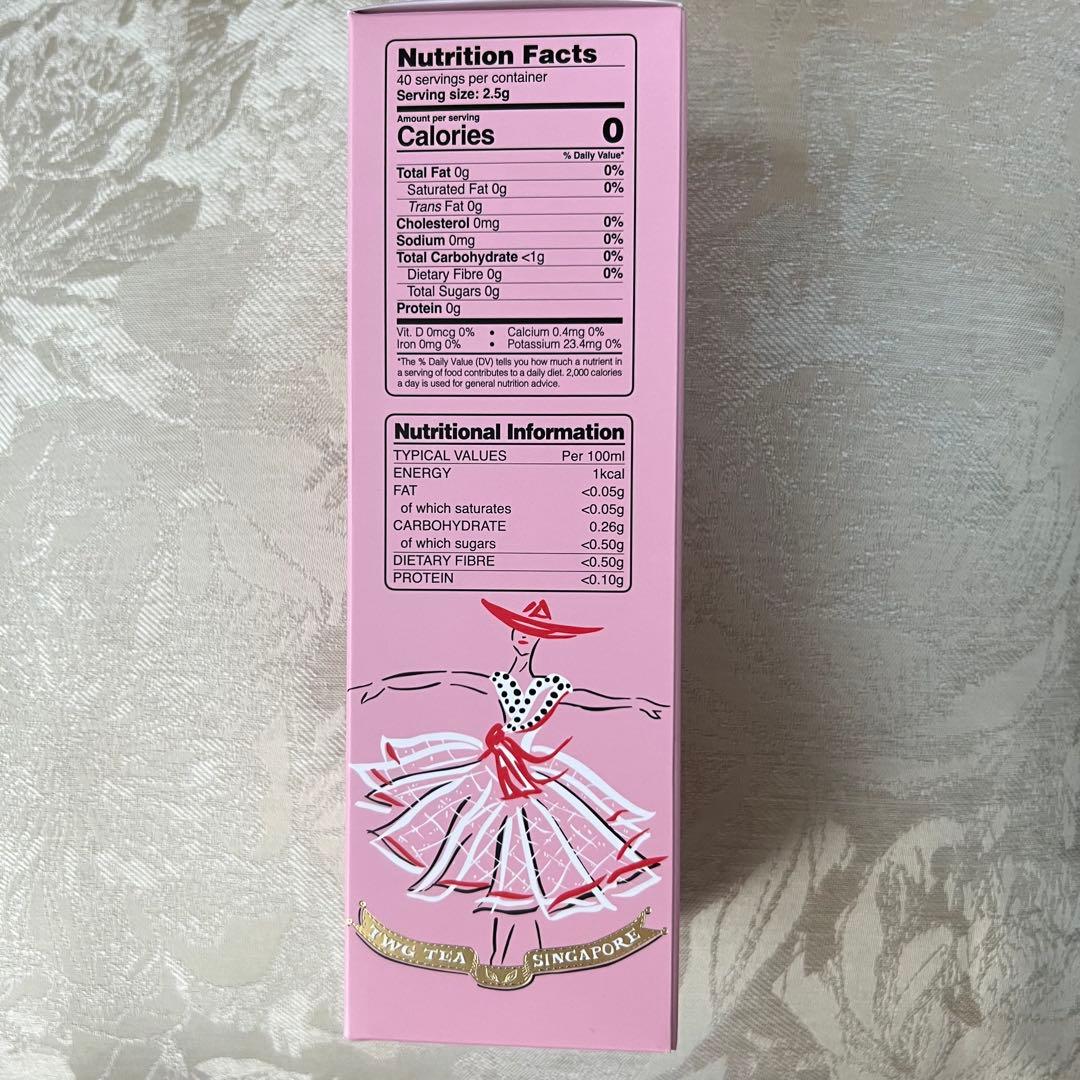 Nutrition Facts
40 servings per container
Serving size: 2.5g
Amount per serving
Calories 0
% Daily Value*
Total Fat 0g 0%
Saturated Fat 0g 0%
Trans Fat 0g
Cholesterol 0mg 0%
Sodium 0mg 0%
Total Carbohydrate <1g 0%
Dietary Fibre 0g 0%
Total Sugars 0g
Protein 0g
Vit. D 0mcg 0% • Calcium 0.4mg 0%
Iron 0mg 0% • Potassium 23.4mg 0%
*The % Daily Value (DV) tells you how much a nutrient in
a serving of food contributes to a daily diet. 2,000 calories
a day is used for general nutrition advice.
Nutritional Information
TYPICAL VALUES Per 100ml
ENERGY 1kcal
FAT <0.05g
of which saturates <0.05g
CARBOHYDRATE 0.26g
of which sugars <0.50g
DIETARY FIBRE <0.50g
PROTEIN <0.10g
TWG TEA SINGAPORE